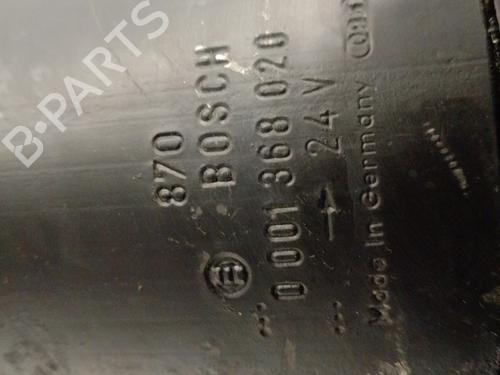 B-PARTS
870
BOSCH
0 001 368 020
24 V
Made In Germany